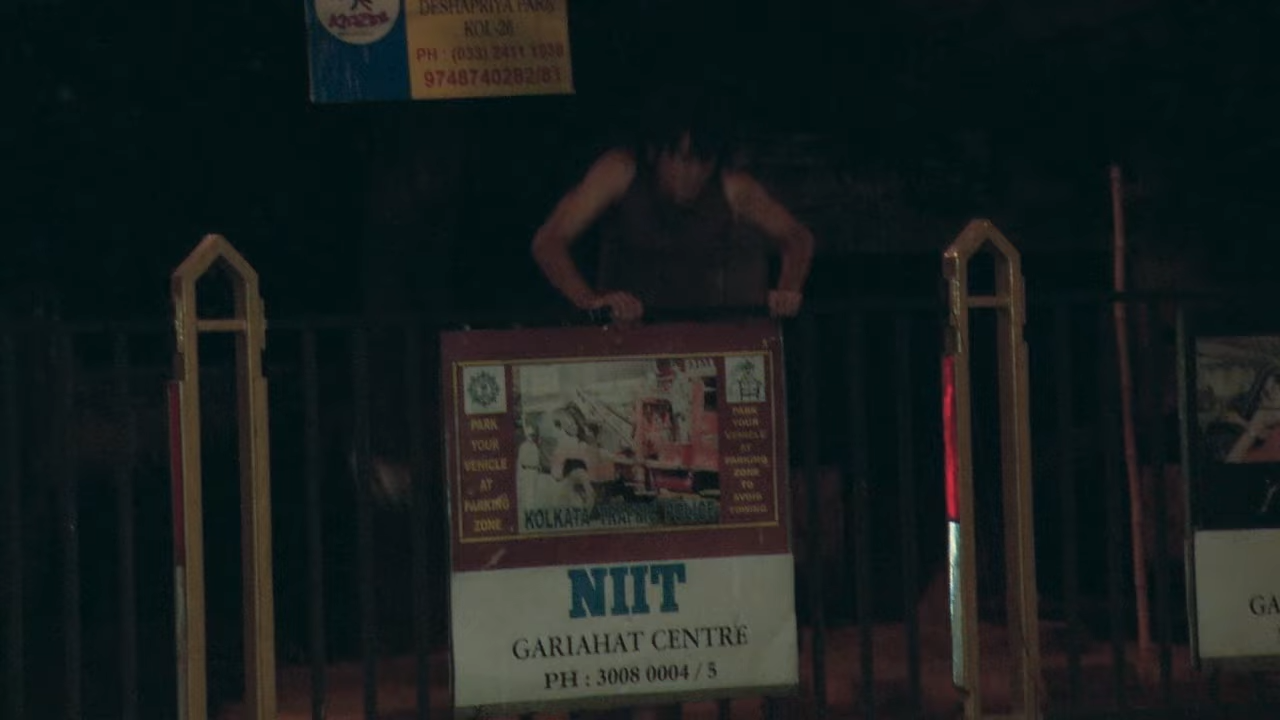 DESHAPRIYA PARK
KOL-26
PH : (033) 2411 1938
9748740282/83
PARK
YOUR
VEHICLE
AT
PARKING
ZONE
PARK
YOUR
VEHICLE
AT
PARKING
ZONE
TO
AVOID
TOWING
KOLKATA TRAFFIC POLICE
NIIT
GARIAHAT CENTRE
PH : 3008 0004 / 5
GA